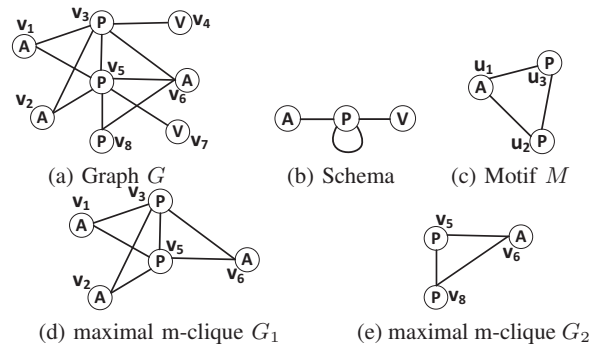 v₃ P V v₄
v₁ A
v₅ P A v₆
v₂ A
P v₈ V v₇
A P V
u₁ A P u₃
u₂ P
(a) Graph G (b) Schema (c) Motif M
v₃ P
v₁ A
v₅ P A v₆
v₂ A
v₅ P A v₆
P v₈
(d) maximal m-clique G₁ (e) maximal m-clique G₂